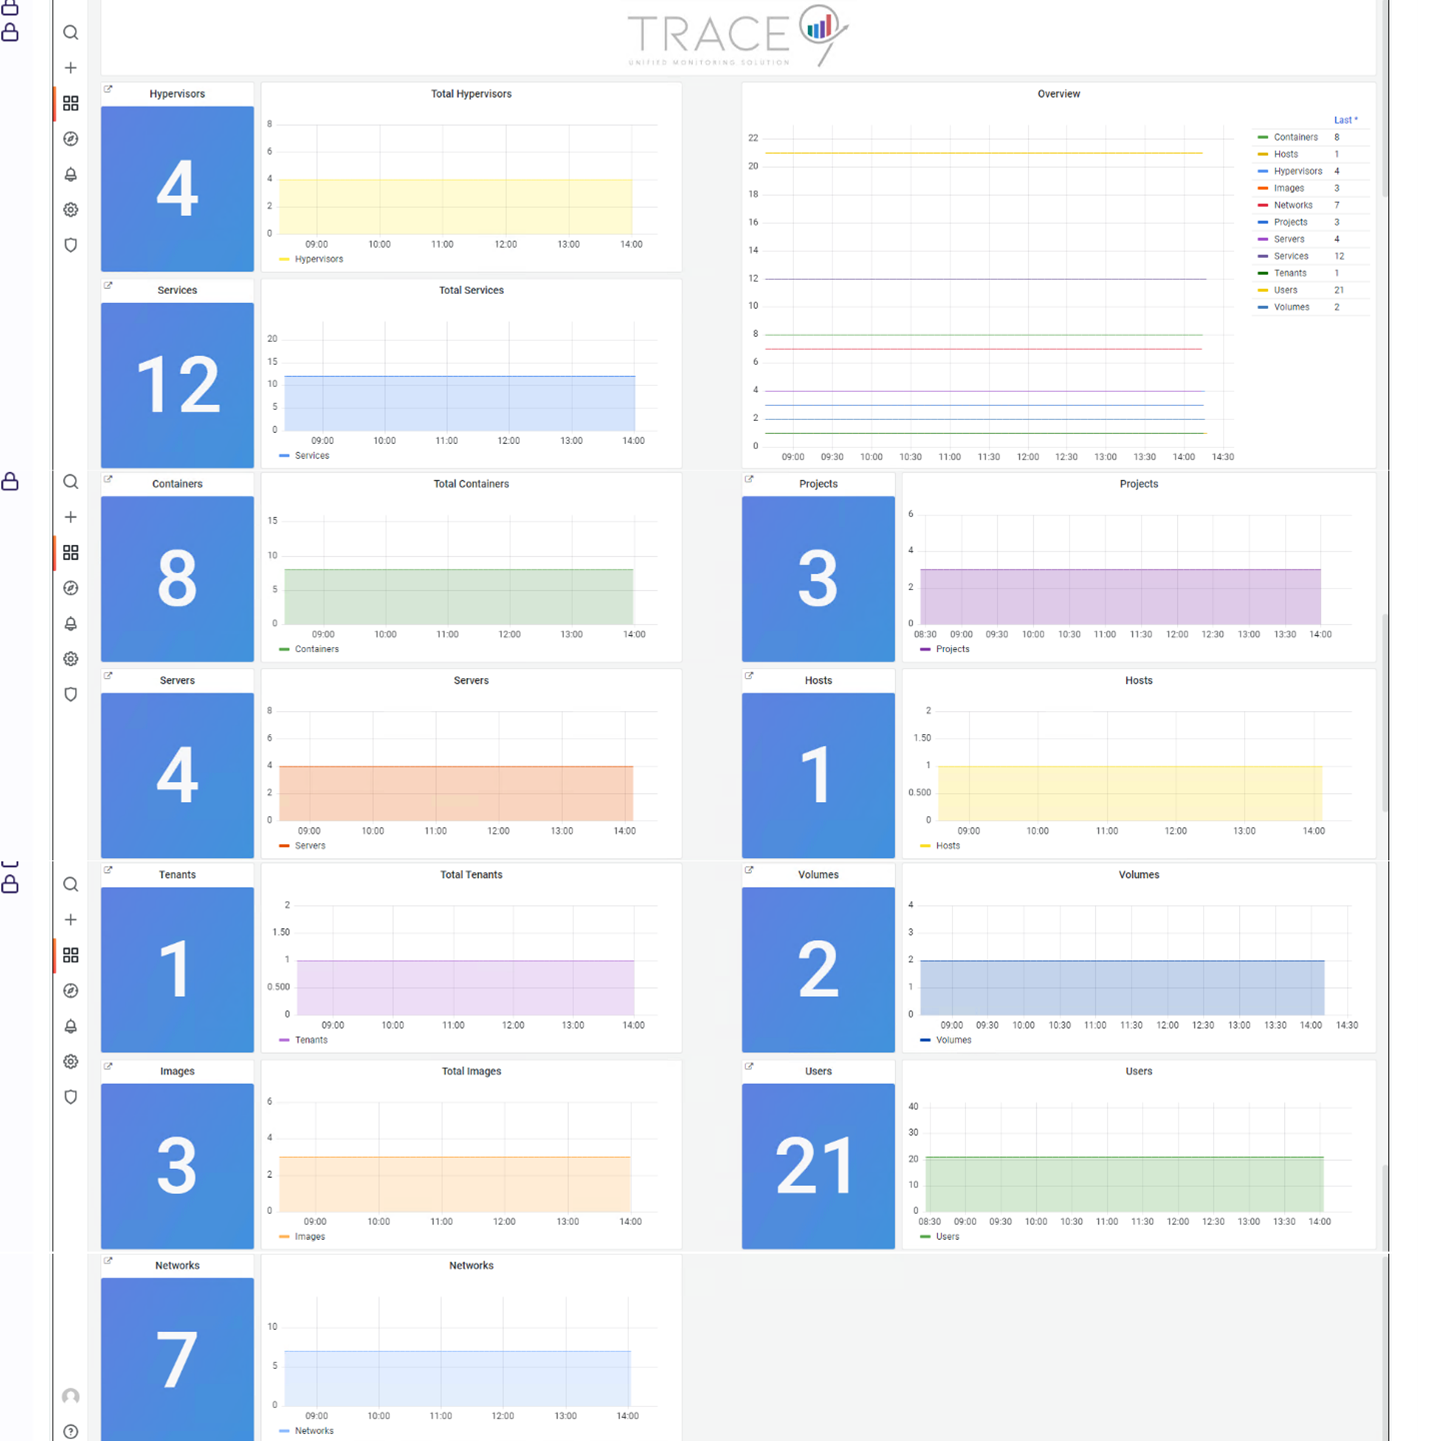 TRACE9
UNIFIED MONITORING SOLUTION
Hypervisors
4
Total Hypervisors
8
6
4
2
0
09:00 10:00 11:00 12:00 13:00 14:00
Hypervisors
Overview
22
20
18
16
14
12
10
8
6
4
2
0
09:00 09:30 10:00 10:30 11:00 11:30 12:00 12:30 13:00 13:30 14:00 14:30
Last *
Containers 8
Hosts 1
Hypervisors 4
Images 3
Networks 7
Projects 3
Servers 4
Services 12
Tenants 1
Users 21
Volumes 2
Services
12
Total Services
20
15
10
5
0
09:00 10:00 11:00 12:00 13:00 14:00
Services
Containers
8
Total Containers
15
10
5
0
09:00 10:00 11:00 12:00 13:00 14:00
Containers
Projects
3
Projects
6
4
2
0
08:30 09:00 09:30 10:00 10:30 11:00 11:30 12:00 12:30 13:00 13:30 14:00
Projects
Servers
4
Servers
8
6
4
2
0
09:00 10:00 11:00 12:00 13:00 14:00
Servers
Hosts
1
Hosts
2
1.50
1
0.500
0
09:00 10:00 11:00 12:00 13:00 14:00
Hosts
Tenants
1
Total Tenants
2
1.50
1
0.500
0
09:00 10:00 11:00 12:00 13:00 14:00
Tenants
Volumes
2
Volumes
4
3
2
1
0
09:00 09:30 10:00 10:30 11:00 11:30 12:00 12:30 13:00 13:30 14:00 14:30
Volumes
Images
3
Total Images
6
4
2
0
09:00 10:00 11:00 12:00 13:00 14:00
Images
Users
21
Users
40
30
20
10
0
08:30 09:00 09:30 10:00 10:30 11:00 11:30 12:00 12:30 13:00 13:30 14:00
Users
Networks
7
Networks
10
5
0
09:00 10:00 11:00 12:00 13:00 14:00
Networks